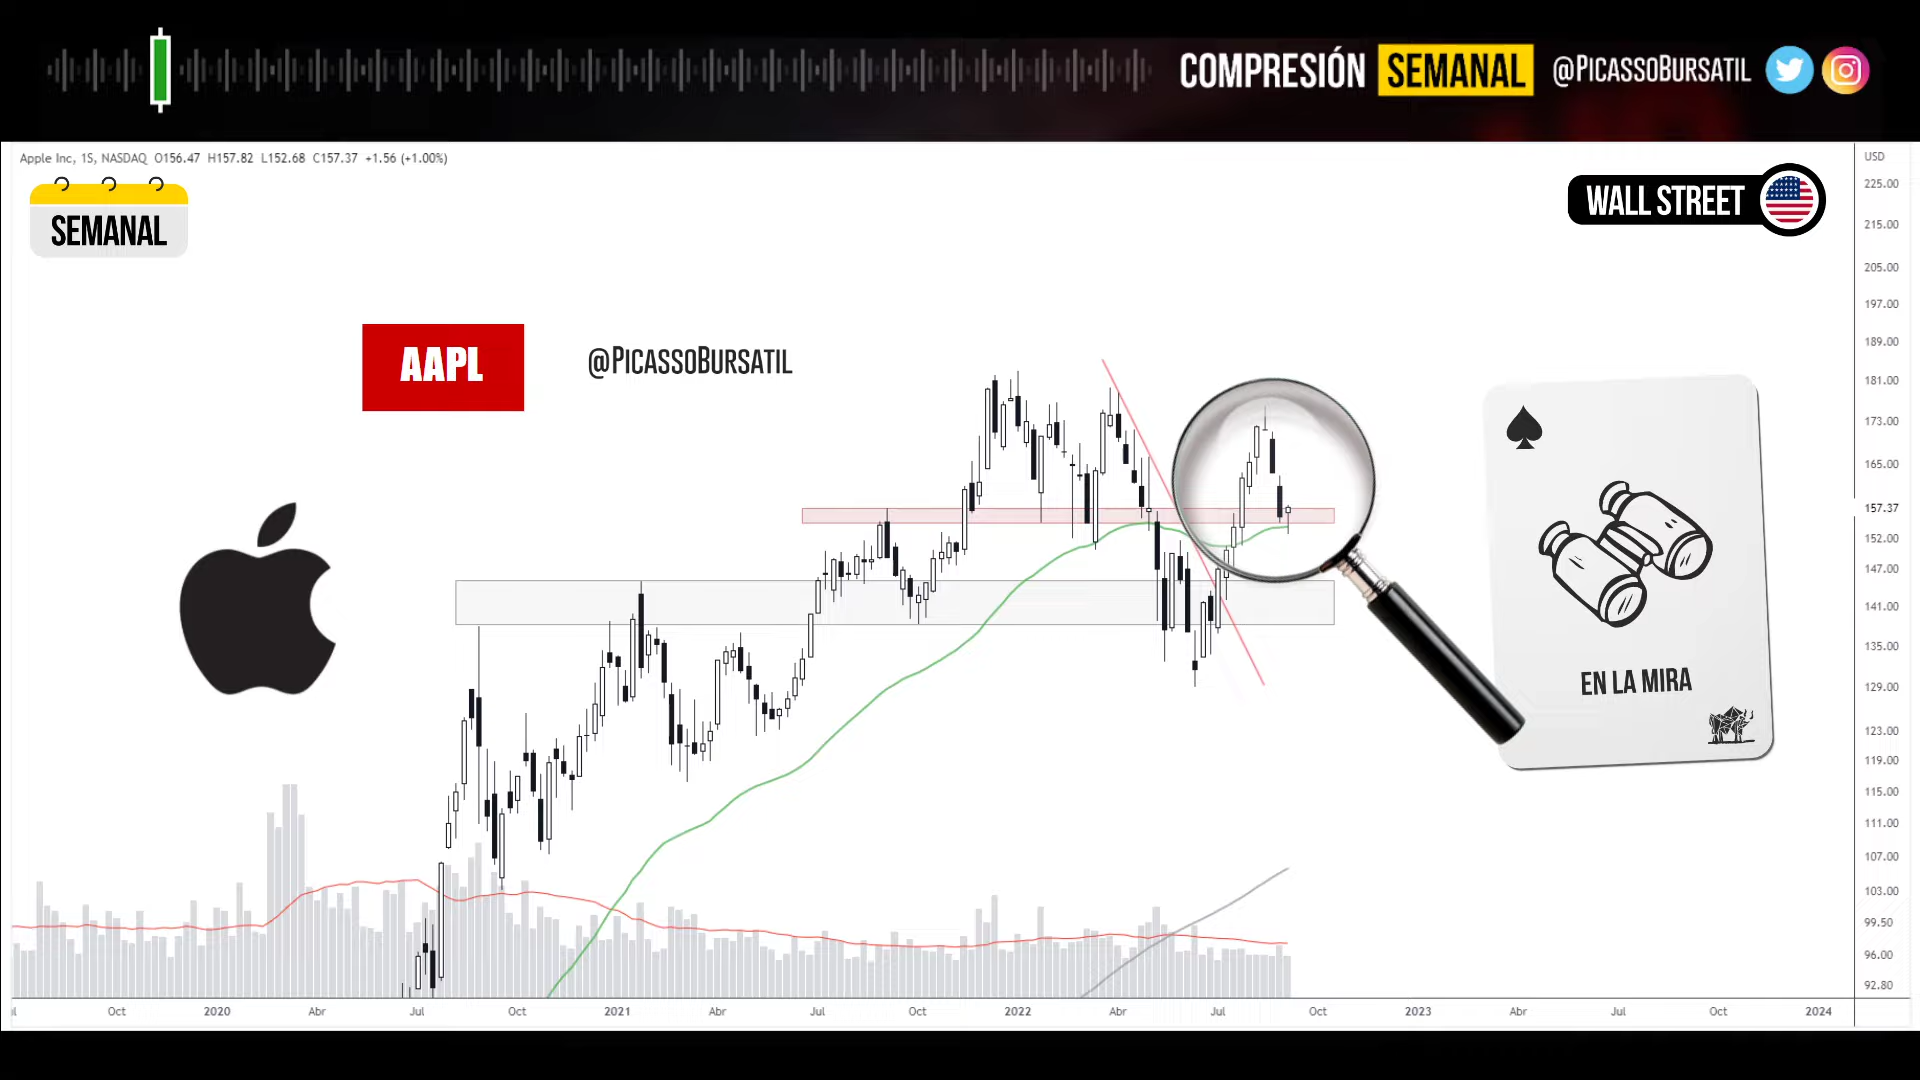 COMPRESIÓN SEMANAL @PICASSOBURSATIL
Apple Inc, 1S, NASDAQ O156.47 H157.82 L152.68 C157.37 +1.56 (+1.00%)
USD
SEMANAL
WALL STREET
AAPL
@PICASSOBURSATIL
EN LA MIRA
225.00
215.00
205.00
197.00
189.00
181.00
173.00
165.00
157.37
152.00
147.00
141.00
135.00
129.00
123.00
119.00
115.00
111.00
107.00
103.00
99.50
96.00
92.80
Oct 2020 Abr Jul Oct 2021 Abr Jul Oct 2022 Abr Jul Oct 2023 Abr Jul Oct 2024